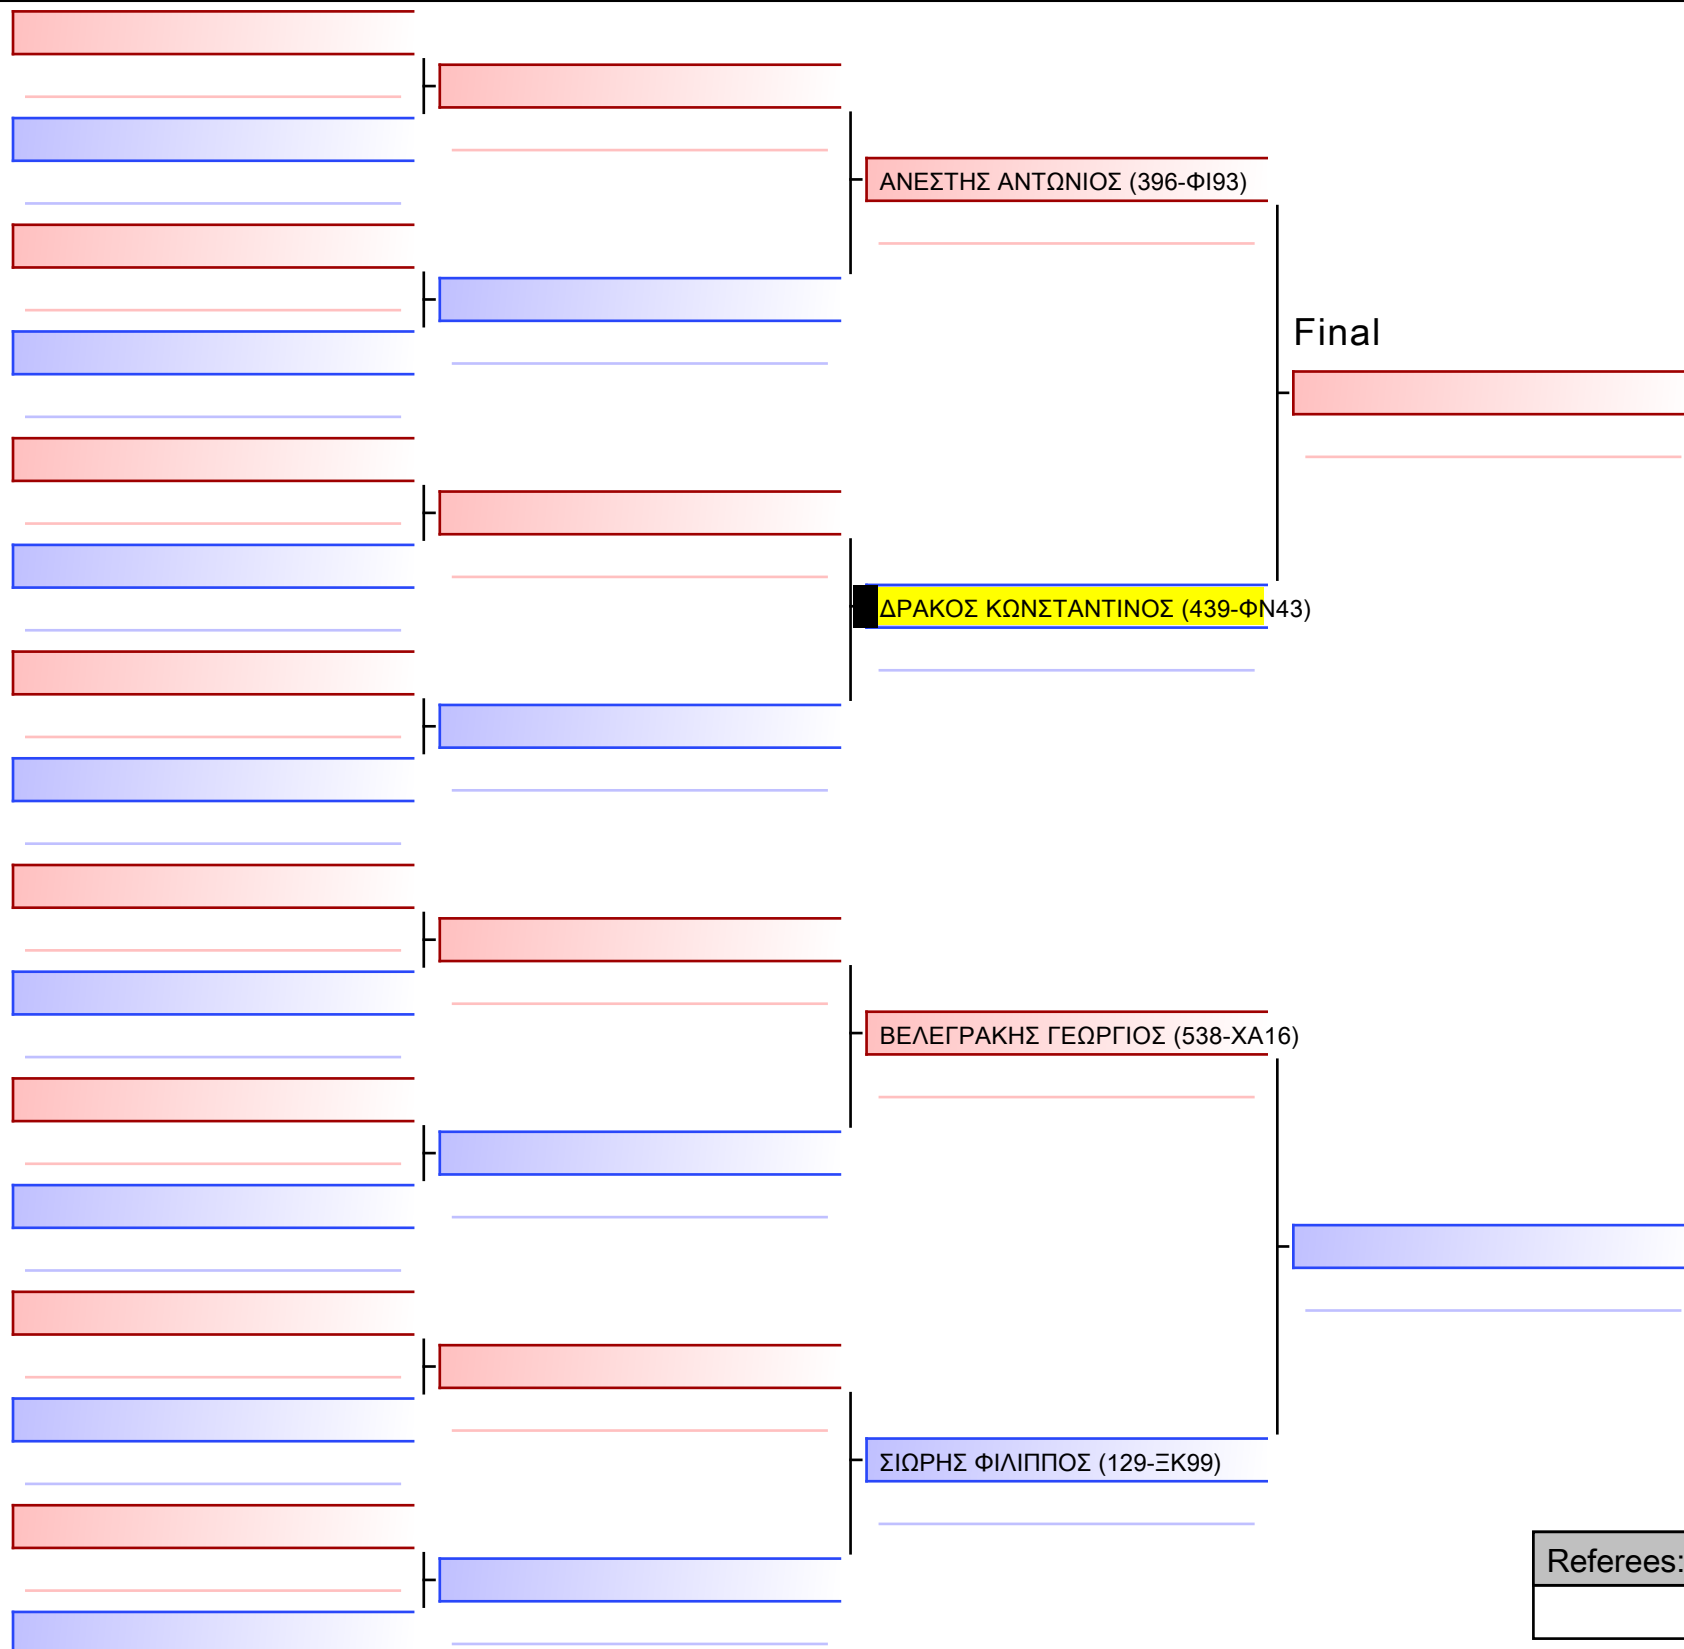 ΑΝΕΣΤΗΣ ΑΝΤΩΝΙΟΣ (396-ΦΙ93)
Final
ΔΡΑΚΟΣ ΚΩΝΣΤΑΝΤΙΝΟΣ (439-ΦΝ43)
ΒΕΛΕΓΡΑΚΗΣ ΓΕΩΡΓΙΟΣ (538-ΧΑ16)
ΣΙΩΡΗΣ ΦΙΛΙΠΠΟΣ (129-ΞΚ99)
Referees: